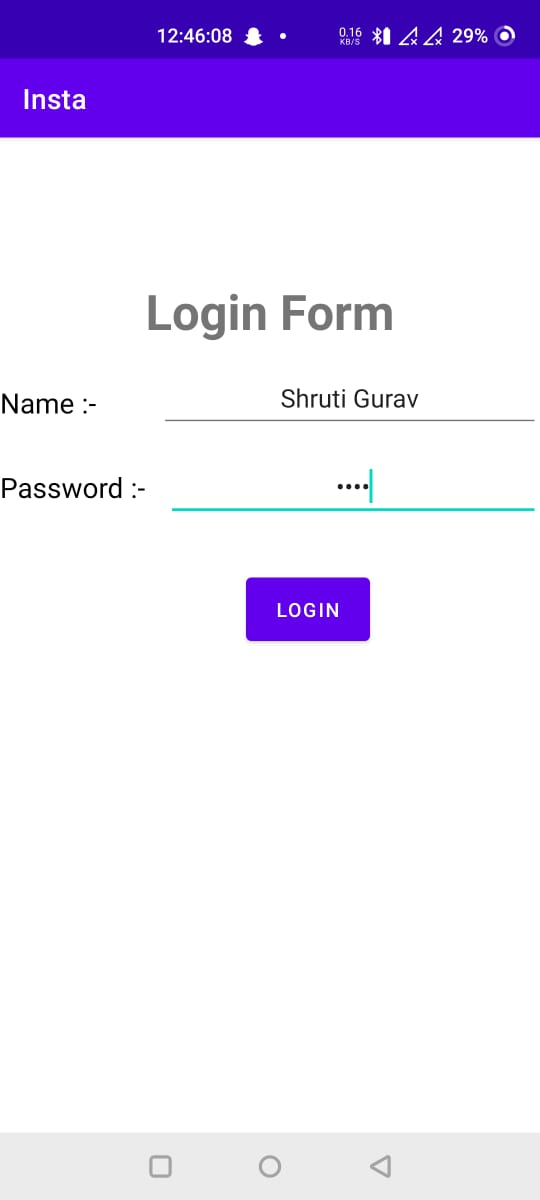 12:46:08 0.16 KB/S 29%
Insta
Login Form
Name :- Shruti Gurav
Password :- ••••
LOGIN